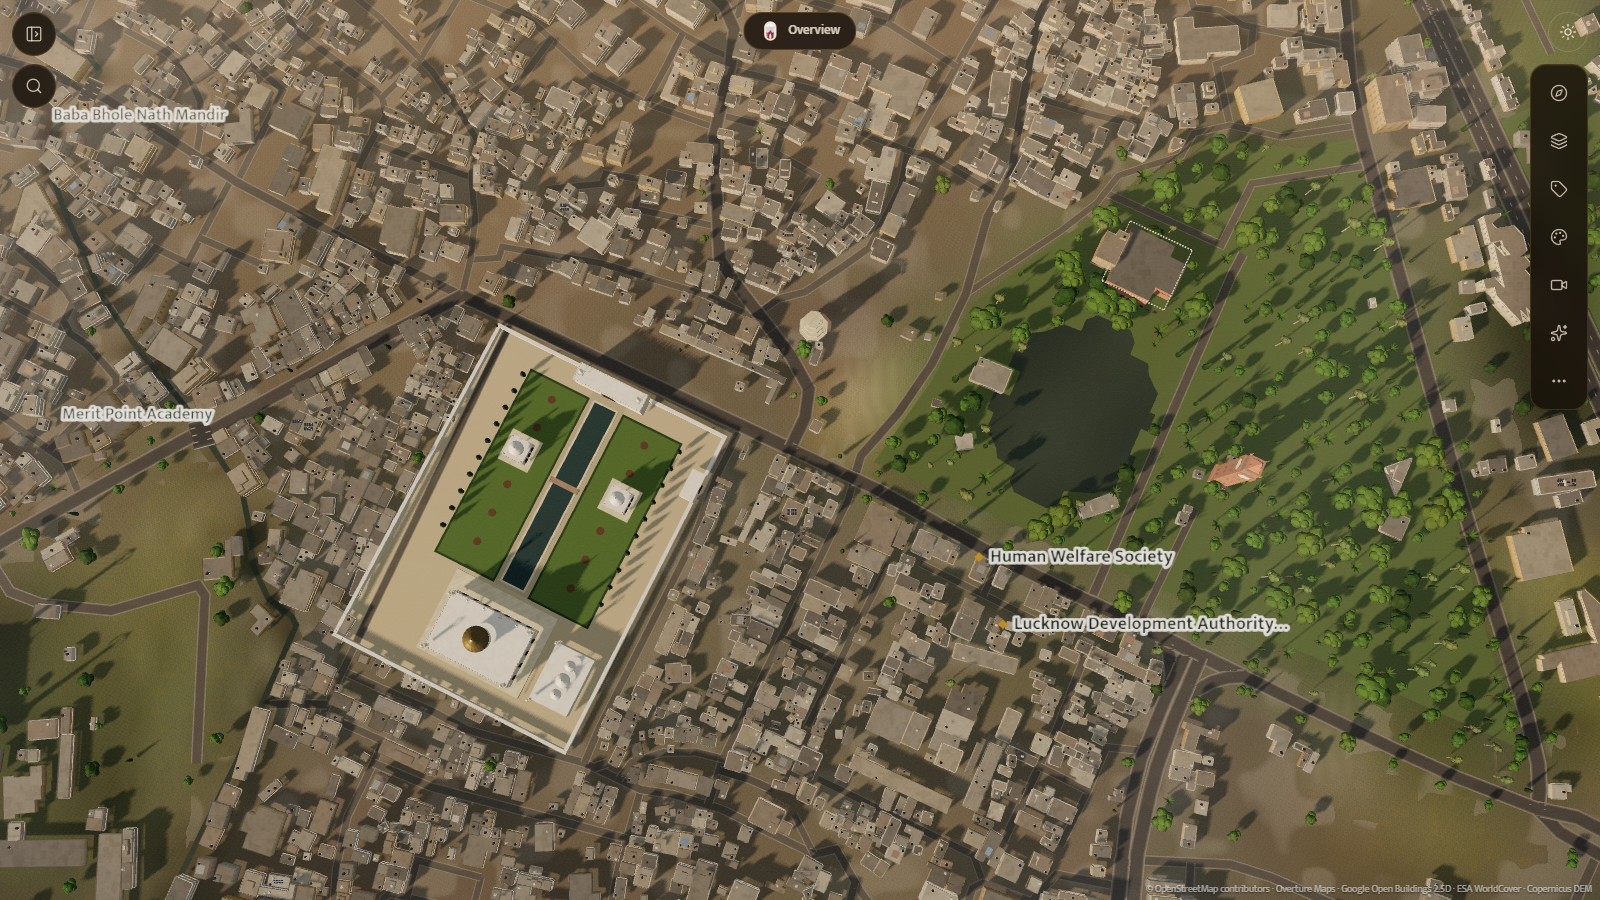 Overview
Baba Bhole Nath Mandir
Merit Point Academy
Human Welfare Society
Lucknow Development Authority...
© OpenStreetMap contributors · Overture Maps · Google Open Buildings 2.5D · ESA WorldCover · Copernicus DEM